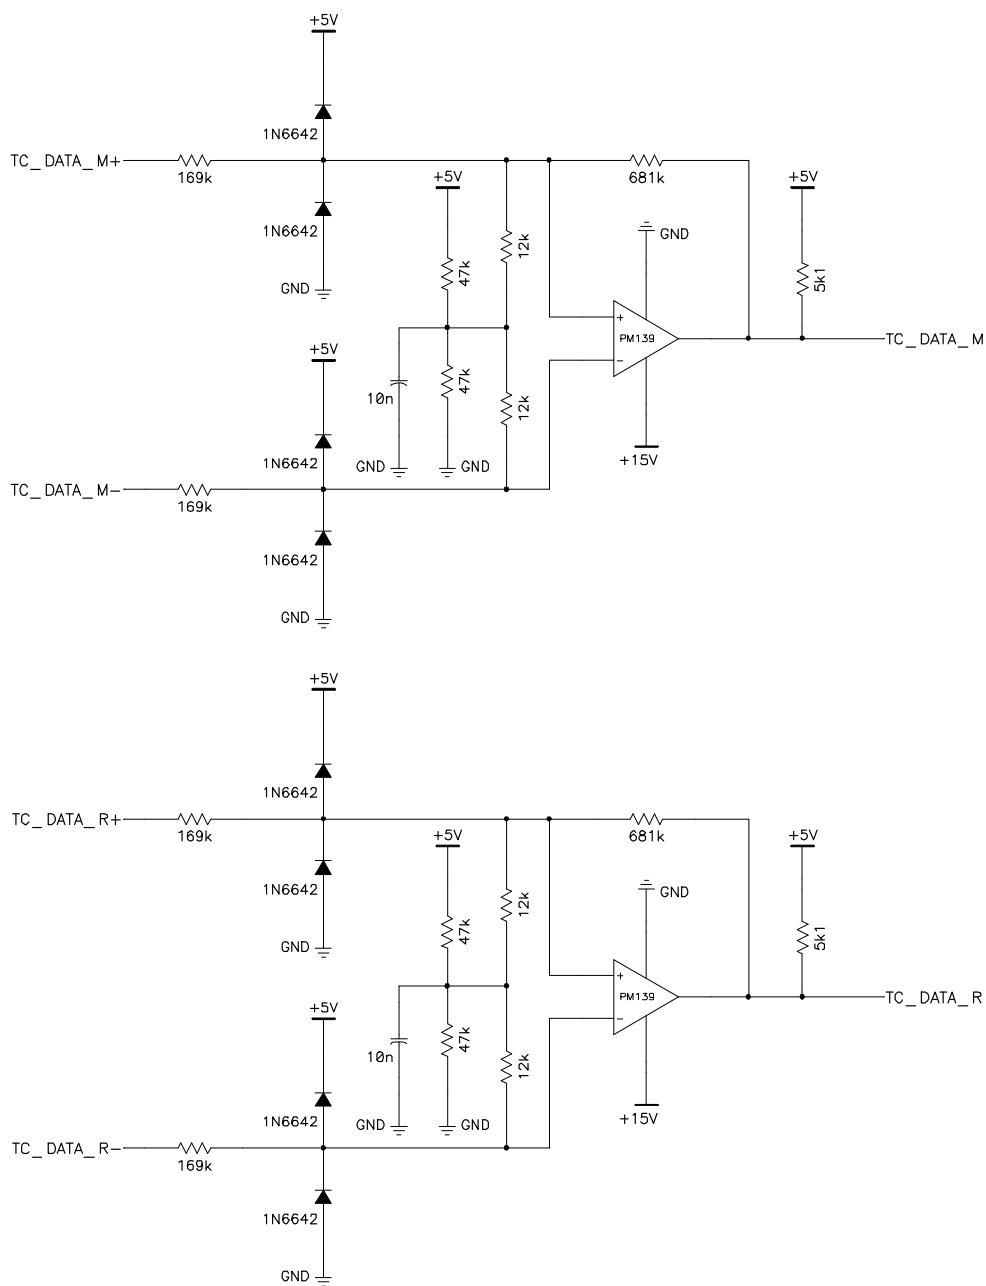 +5V
1N6642
TC_DATA_M+
169k
681k
+5V
+5V
1N6642
12k
GND
47k
5k1
GND
+
PM139
-
TC_DATA_M
+5V
10n
47k
12k
1N6642
GND
GND
+15V
TC_DATA_M-
169k
1N6642
GND
+5V
1N6642
TC_DATA_R+
169k
681k
+5V
+5V
1N6642
12k
GND
47k
5k1
GND
+
PM139
-
TC_DATA_R
+5V
10n
47k
12k
1N6642
GND
GND
+15V
TC_DATA_R-
169k
1N6642
GND